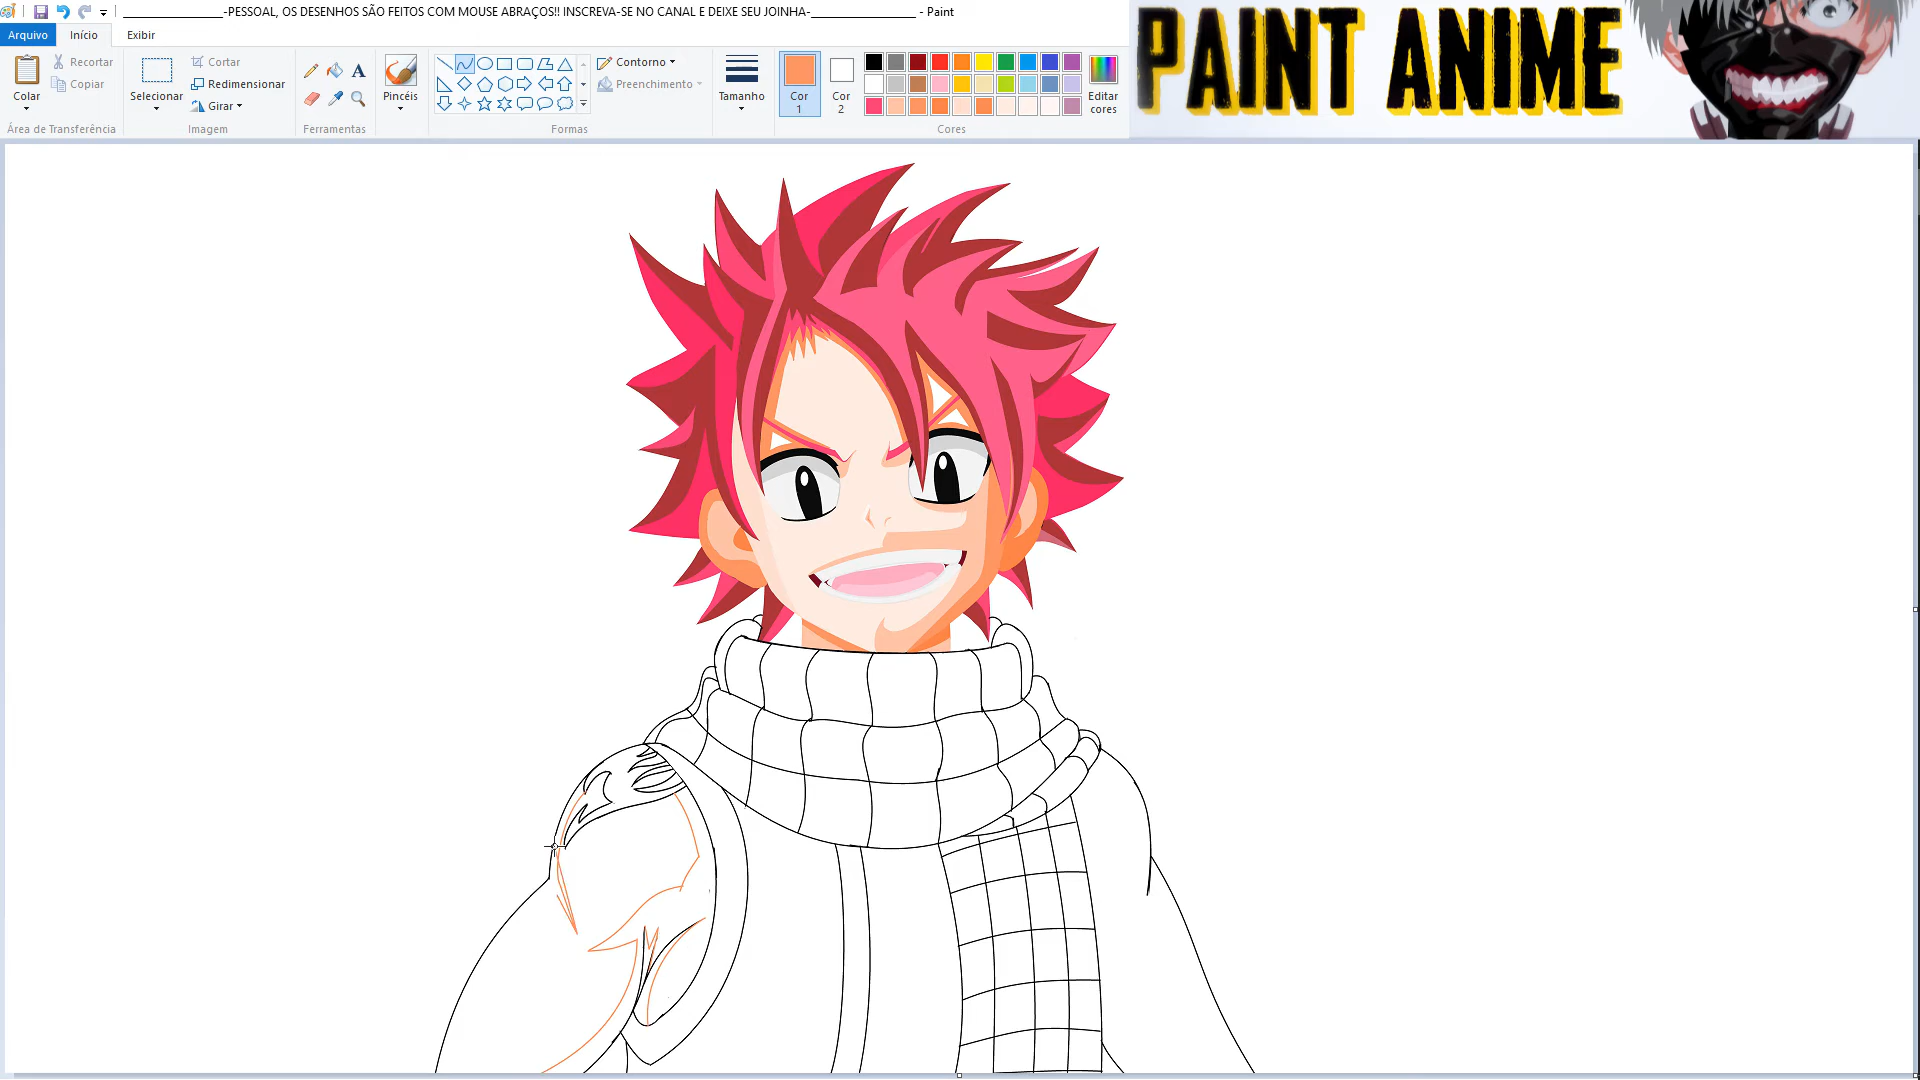 ____________________-PESSOAL, OS DESENHOS SÃO FEITOS COM MOUSE ABRAÇOS!! INSCREVA-SE NO CANAL E DEIXE SEU JOINHA-_____________________ - Paint
Arquivo Início Exibir
Colar
Recortar
Copiar
Área de Transferência
Selecionar
Cortar
Redimensionar
Girar
Imagem
A
Ferramentas
Pincéis
Contorno
Preenchimento
Formas
Tamanho
Cor 1
Cor 2
Editar cores
Cores
PAINT ANIME